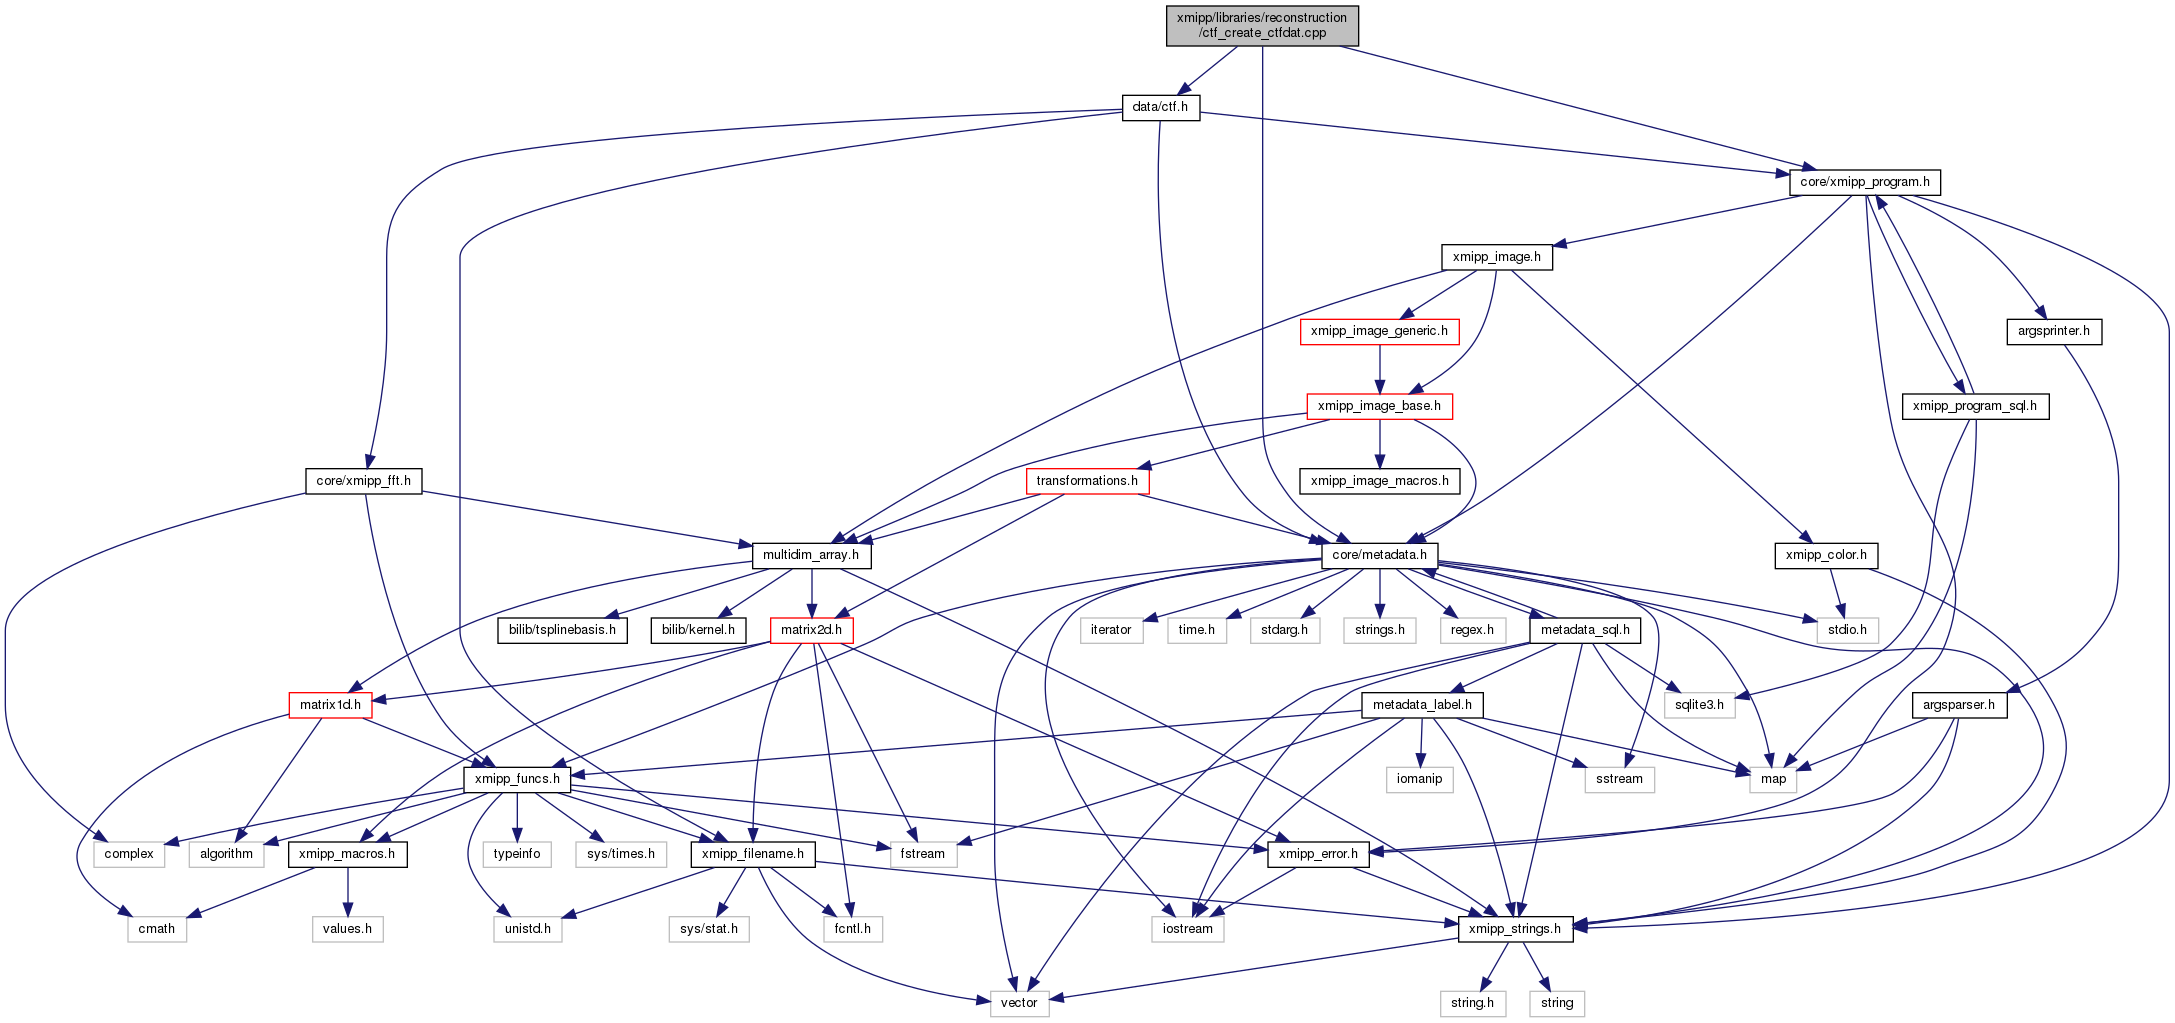 xmipp/libraries/reconstruction
/ctf_create_ctfdat.cpp
data/ctf.h
core/xmipp_program.h
xmipp_image.h
xmipp_image_generic.h
argsprinter.h
xmipp_image_base.h
xmipp_program_sql.h
core/xmipp_fft.h
transformations.h
xmipp_image_macros.h
multidim_array.h
core/metadata.h
xmipp_color.h
bilib/tsplinebasis.h
bilib/kernel.h
matrix2d.h
iterator
time.h
stdarg.h
strings.h
regex.h
metadata_sql.h
stdio.h
matrix1d.h
metadata_label.h
sqlite3.h
argsparser.h
xmipp_funcs.h
iomanip
sstream
map
complex
algorithm
xmipp_macros.h
typeinfo
sys/times.h
xmipp_filename.h
fstream
xmipp_error.h
cmath
values.h
unistd.h
sys/stat.h
fcntl.h
iostream
xmipp_strings.h
vector
string.h
string